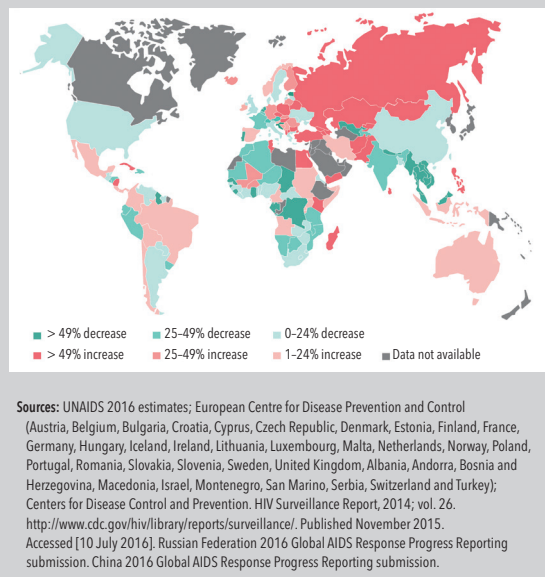 > 49% decrease 25–49% decrease 0–24% decrease
> 49% increase 25–49% increase 1–24% increase Data not available
Sources: UNAIDS 2016 estimates; European Centre for Disease Prevention and Control
(Austria, Belgium, Bulgaria, Croatia, Cyprus, Czech Republic, Denmark, Estonia, Finland, France,
Germany, Hungary, Iceland, Ireland, Lithuania, Luxembourg, Malta, Netherlands, Norway, Poland,
Portugal, Romania, Slovakia, Slovenia, Sweden, United Kingdom, Albania, Andorra, Bosnia and
Herzegovina, Macedonia, Israel, Montenegro, San Marino, Serbia, Switzerland and Turkey);
Centers for Disease Control and Prevention. HIV Surveillance Report, 2014; vol. 26.
http://www.cdc.gov/hiv/library/reports/surveillance/. Published November 2015.
Accessed [10 July 2016]. Russian Federation 2016 Global AIDS Response Progress Reporting
submission. China 2016 Global AIDS Response Progress Reporting submission.